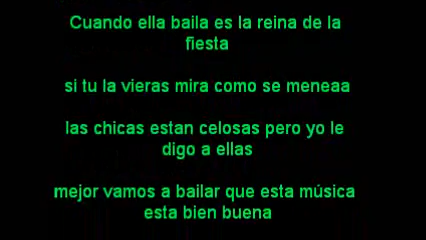 Cuando ella baila es la reina de la
fiesta
si tu la vieras mira como se meneaa
las chicas estan celosas pero yo le
digo a ellas
mejor vamos a bailar que esta música
esta bien buena